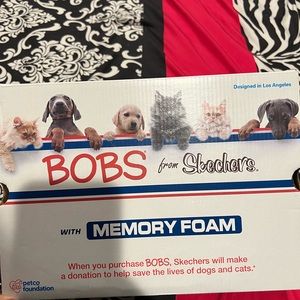 Designed in Los Angeles
BOBS from Skechers.
WITH MEMORY FOAM
When you purchase BOBS, Skechers will make
a donation to help save the lives of dogs and cats.*
petco
foundation